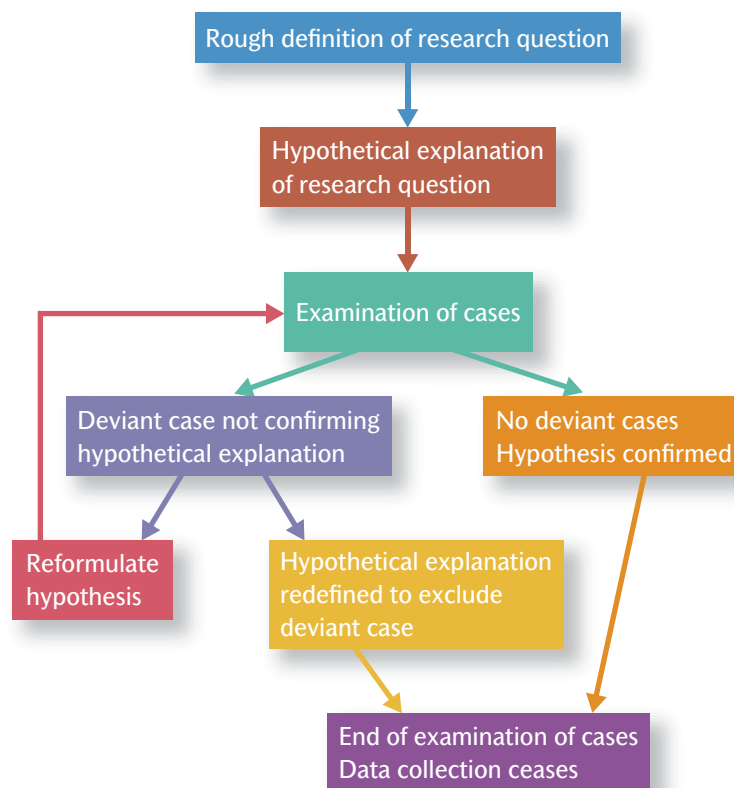 Rough definition of research question
Hypothetical explanation
of research question
Examination of cases
Deviant case not confirming
hypothetical explanation
No deviant cases
Hypothesis confirmed
Reformulate
hypothesis
Hypothetical explanation
redefined to exclude
deviant case
End of examination of cases
Data collection ceases